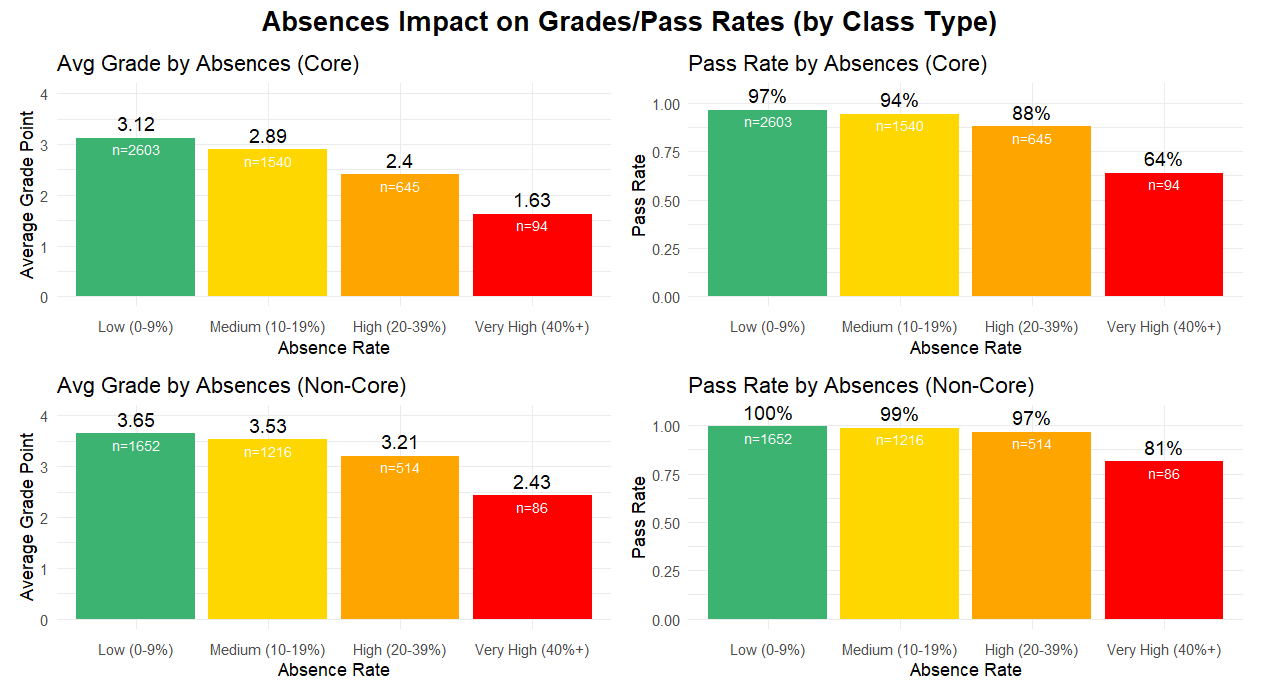 Absences Impact on Grades/Pass Rates (by Class Type)
Avg Grade by Absences (Core)
Average Grade Point
4
3
2
1
0
3.12
2.89
2.4
1.63
n=2603
n=1540
n=645
n=94
Low (0-9%)
Medium (10-19%)
High (20-39%)
Very High (40%+)
Absence Rate
Pass Rate by Absences (Core)
Pass Rate
1.00
0.75
0.50
0.25
0.00
97%
94%
88%
64%
n=2603
n=1540
n=645
n=94
Low (0-9%)
Medium (10-19%)
High (20-39%)
Very High (40%+)
Absence Rate
Avg Grade by Absences (Non-Core)
Average Grade Point
4
3
2
1
0
3.65
3.53
3.21
2.43
n=1652
n=1216
n=514
n=86
Low (0-9%)
Medium (10-19%)
High (20-39%)
Very High (40%+)
Absence Rate
Pass Rate by Absences (Non-Core)
Pass Rate
1.00
0.75
0.50
0.25
0.00
100%
99%
97%
81%
n=1652
n=1216
n=514
n=86
Low (0-9%)
Medium (10-19%)
High (20-39%)
Very High (40%+)
Absence Rate